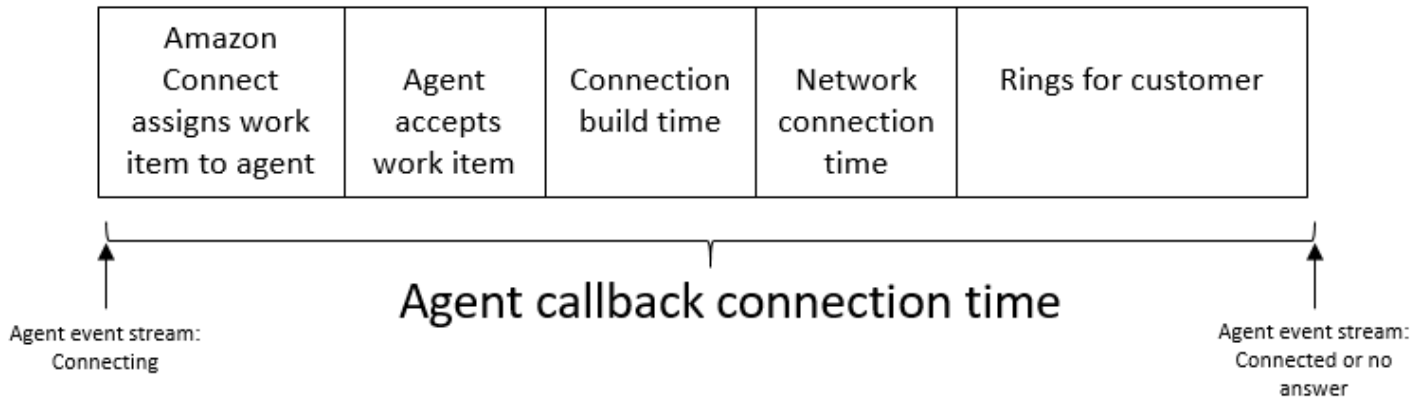 Amazon
Connect
assigns work
item to agent
Agent
accepts
work item
Connection
build time
Network
connection
time
Rings for customer
Agent callback connection time
Agent event stream:
Connecting
Agent event stream:
Connected or no
answer